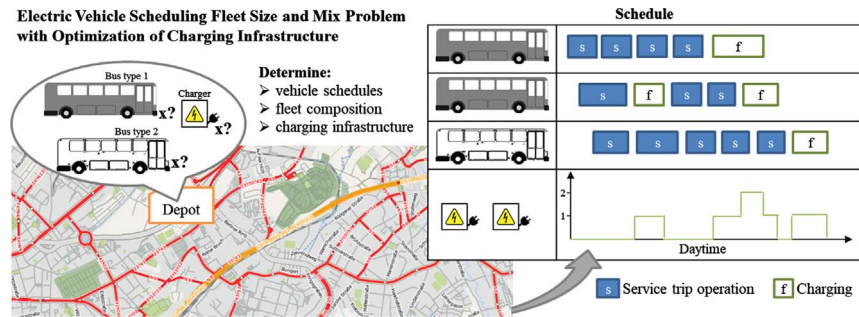 Electric Vehicle Scheduling Fleet Size and Mix Problem
with Optimization of Charging Infrastructure
Bus type 1
x?
Charger
x?
Bus type 2
x?
Determine:
➢ vehicle schedules
➢ fleet composition
➢ charging infrastructure
Depot
Schedule
s s s s f
s f s s f
s s s s s f
2
1
Daytime
s Service trip operation f Charging